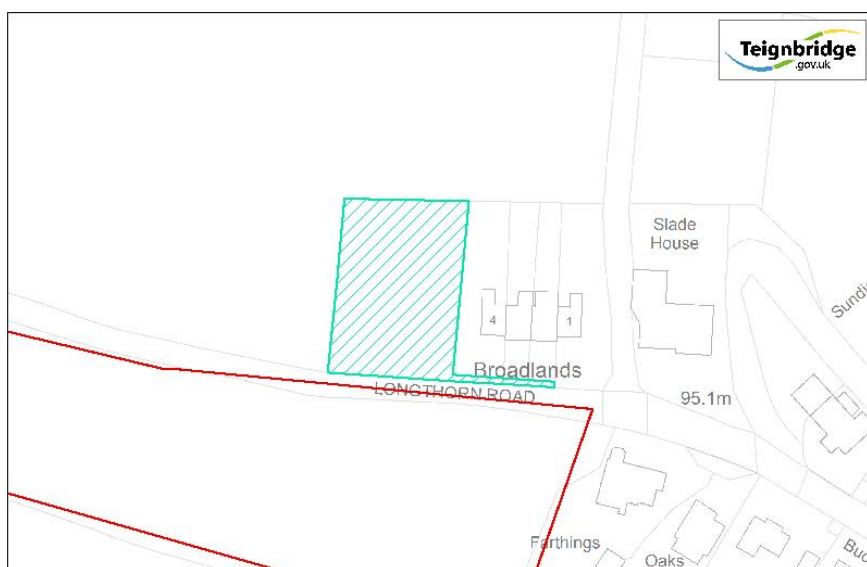 Teignbridge
.gov.uk
Slade
House
4
1
Broadlands
LONGTHORN ROAD
95.1m
Farthings
Oaks